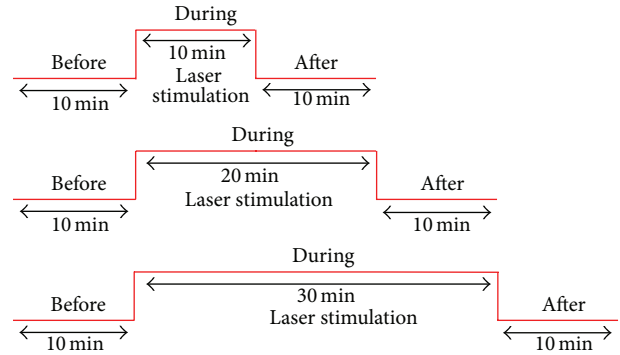 During
10 min
Before
After
Laser
stimulation
10 min
10 min
During
20 min
Before
After
Laser stimulation
10 min
10 min
During
30 min
Before
After
Laser stimulation
10 min
10 min